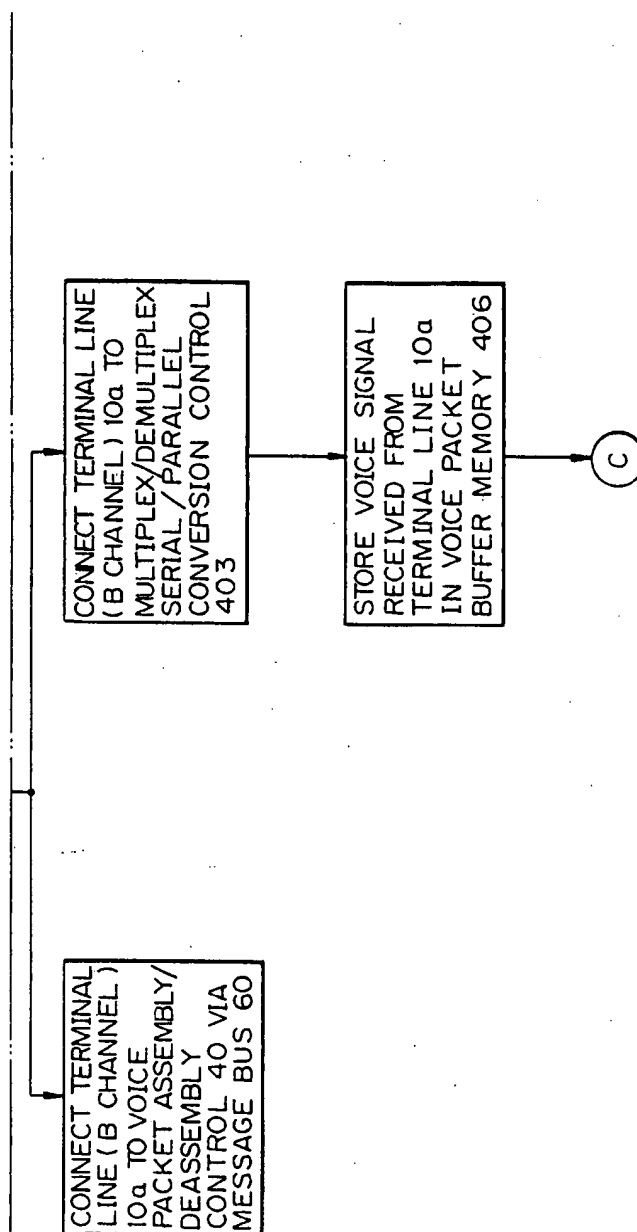 CONNECT TERMINAL
LINE (B CHANNEL)
10a TO VOICE
PACKET ASSEMBLY/
DEASSEMBLY
CONTROL 40 VIA
MESSAGE BUS 60
CONNECT TERMINAL LINE
(B CHANNEL) 10a TO
MULTIPLEX/DEMULTIPLEX
SERIAL/PARALLEL
CONVERSION CONTROL
403
STORE VOICE SIGNAL
RECEIVED FROM
TERMINAL LINE 10a
IN VOICE PACKET
BUFFER MEMORY 406
C